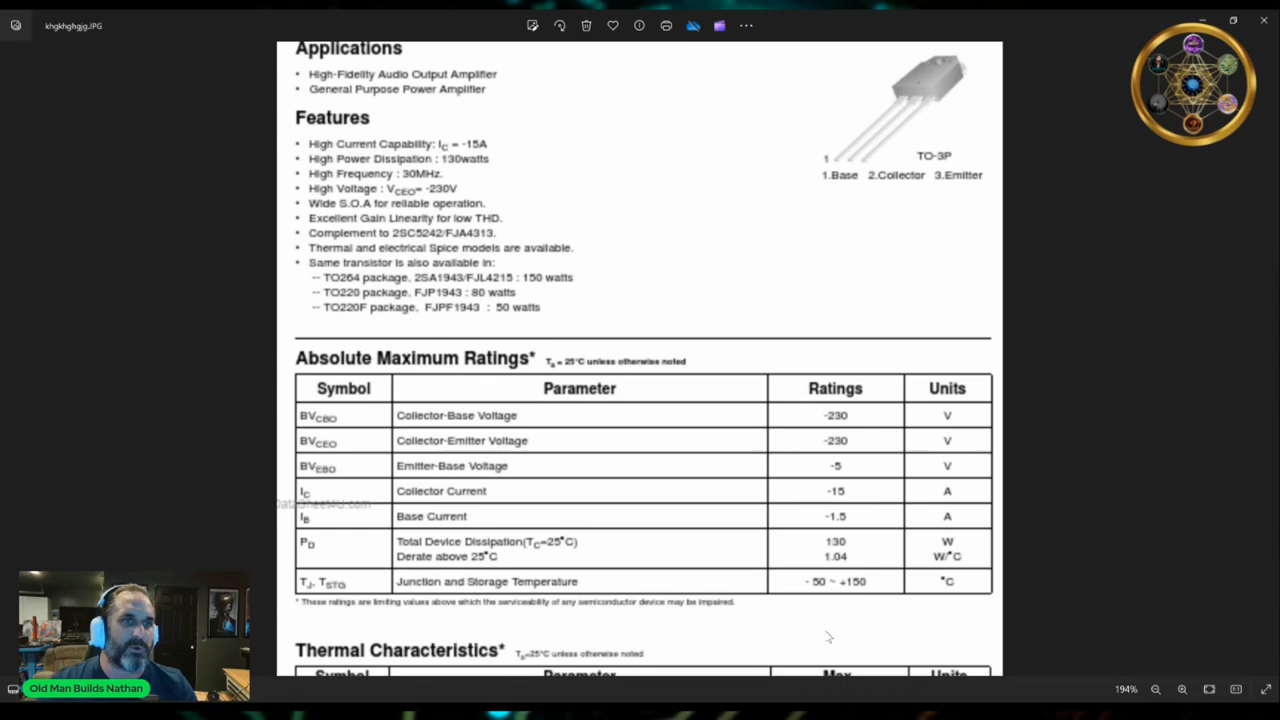 khgkhghgjg.JPG
Applications
• High-Fidelity Audio Output Amplifier
• General Purpose Power Amplifier
Features
• High Current Capability: IC = -15A
• High Power Dissipation : 130watts
• High Frequency : 30MHz.
• High Voltage : VCEO= -230V
• Wide S.O.A for reliable operation.
• Excellent Gain Linearity for low THD.
• Complement to 2SC5242/FJA4313.
• Thermal and electrical Spice models are available.
• Same transistor is also available in:
-- TO264 package, 2SA1943/FJL4215 : 150 watts
-- TO220 package, FJP1943 : 80 watts
-- TO220F package, FJPF1943 : 50 watts
1 TO-3P
1.Base 2.Collector 3.Emitter
Absolute Maximum Ratings* Ta = 25°C unless otherwise noted
Symbol Parameter Ratings Units
BVCBO Collector-Base Voltage -230 V
BVCEO Collector-Emitter Voltage -230 V
BVEBO Emitter-Base Voltage -5 V
IC Collector Current -15 A
DataSheet4U.com
IB Base Current -1.5 A
PD Total Device Dissipation(TC=25°C) 130 W
Derate above 25°C 1.04 W/°C
TJ, TSTG Junction and Storage Temperature - 50 ~ +150 °C
* These ratings are limiting values above which the serviceability of any semiconductor device may be impaired.
Thermal Characteristics* Ta=25°C unless otherwise noted
Symbol Parameter Max Units
Old Man Builds Nathan
194%